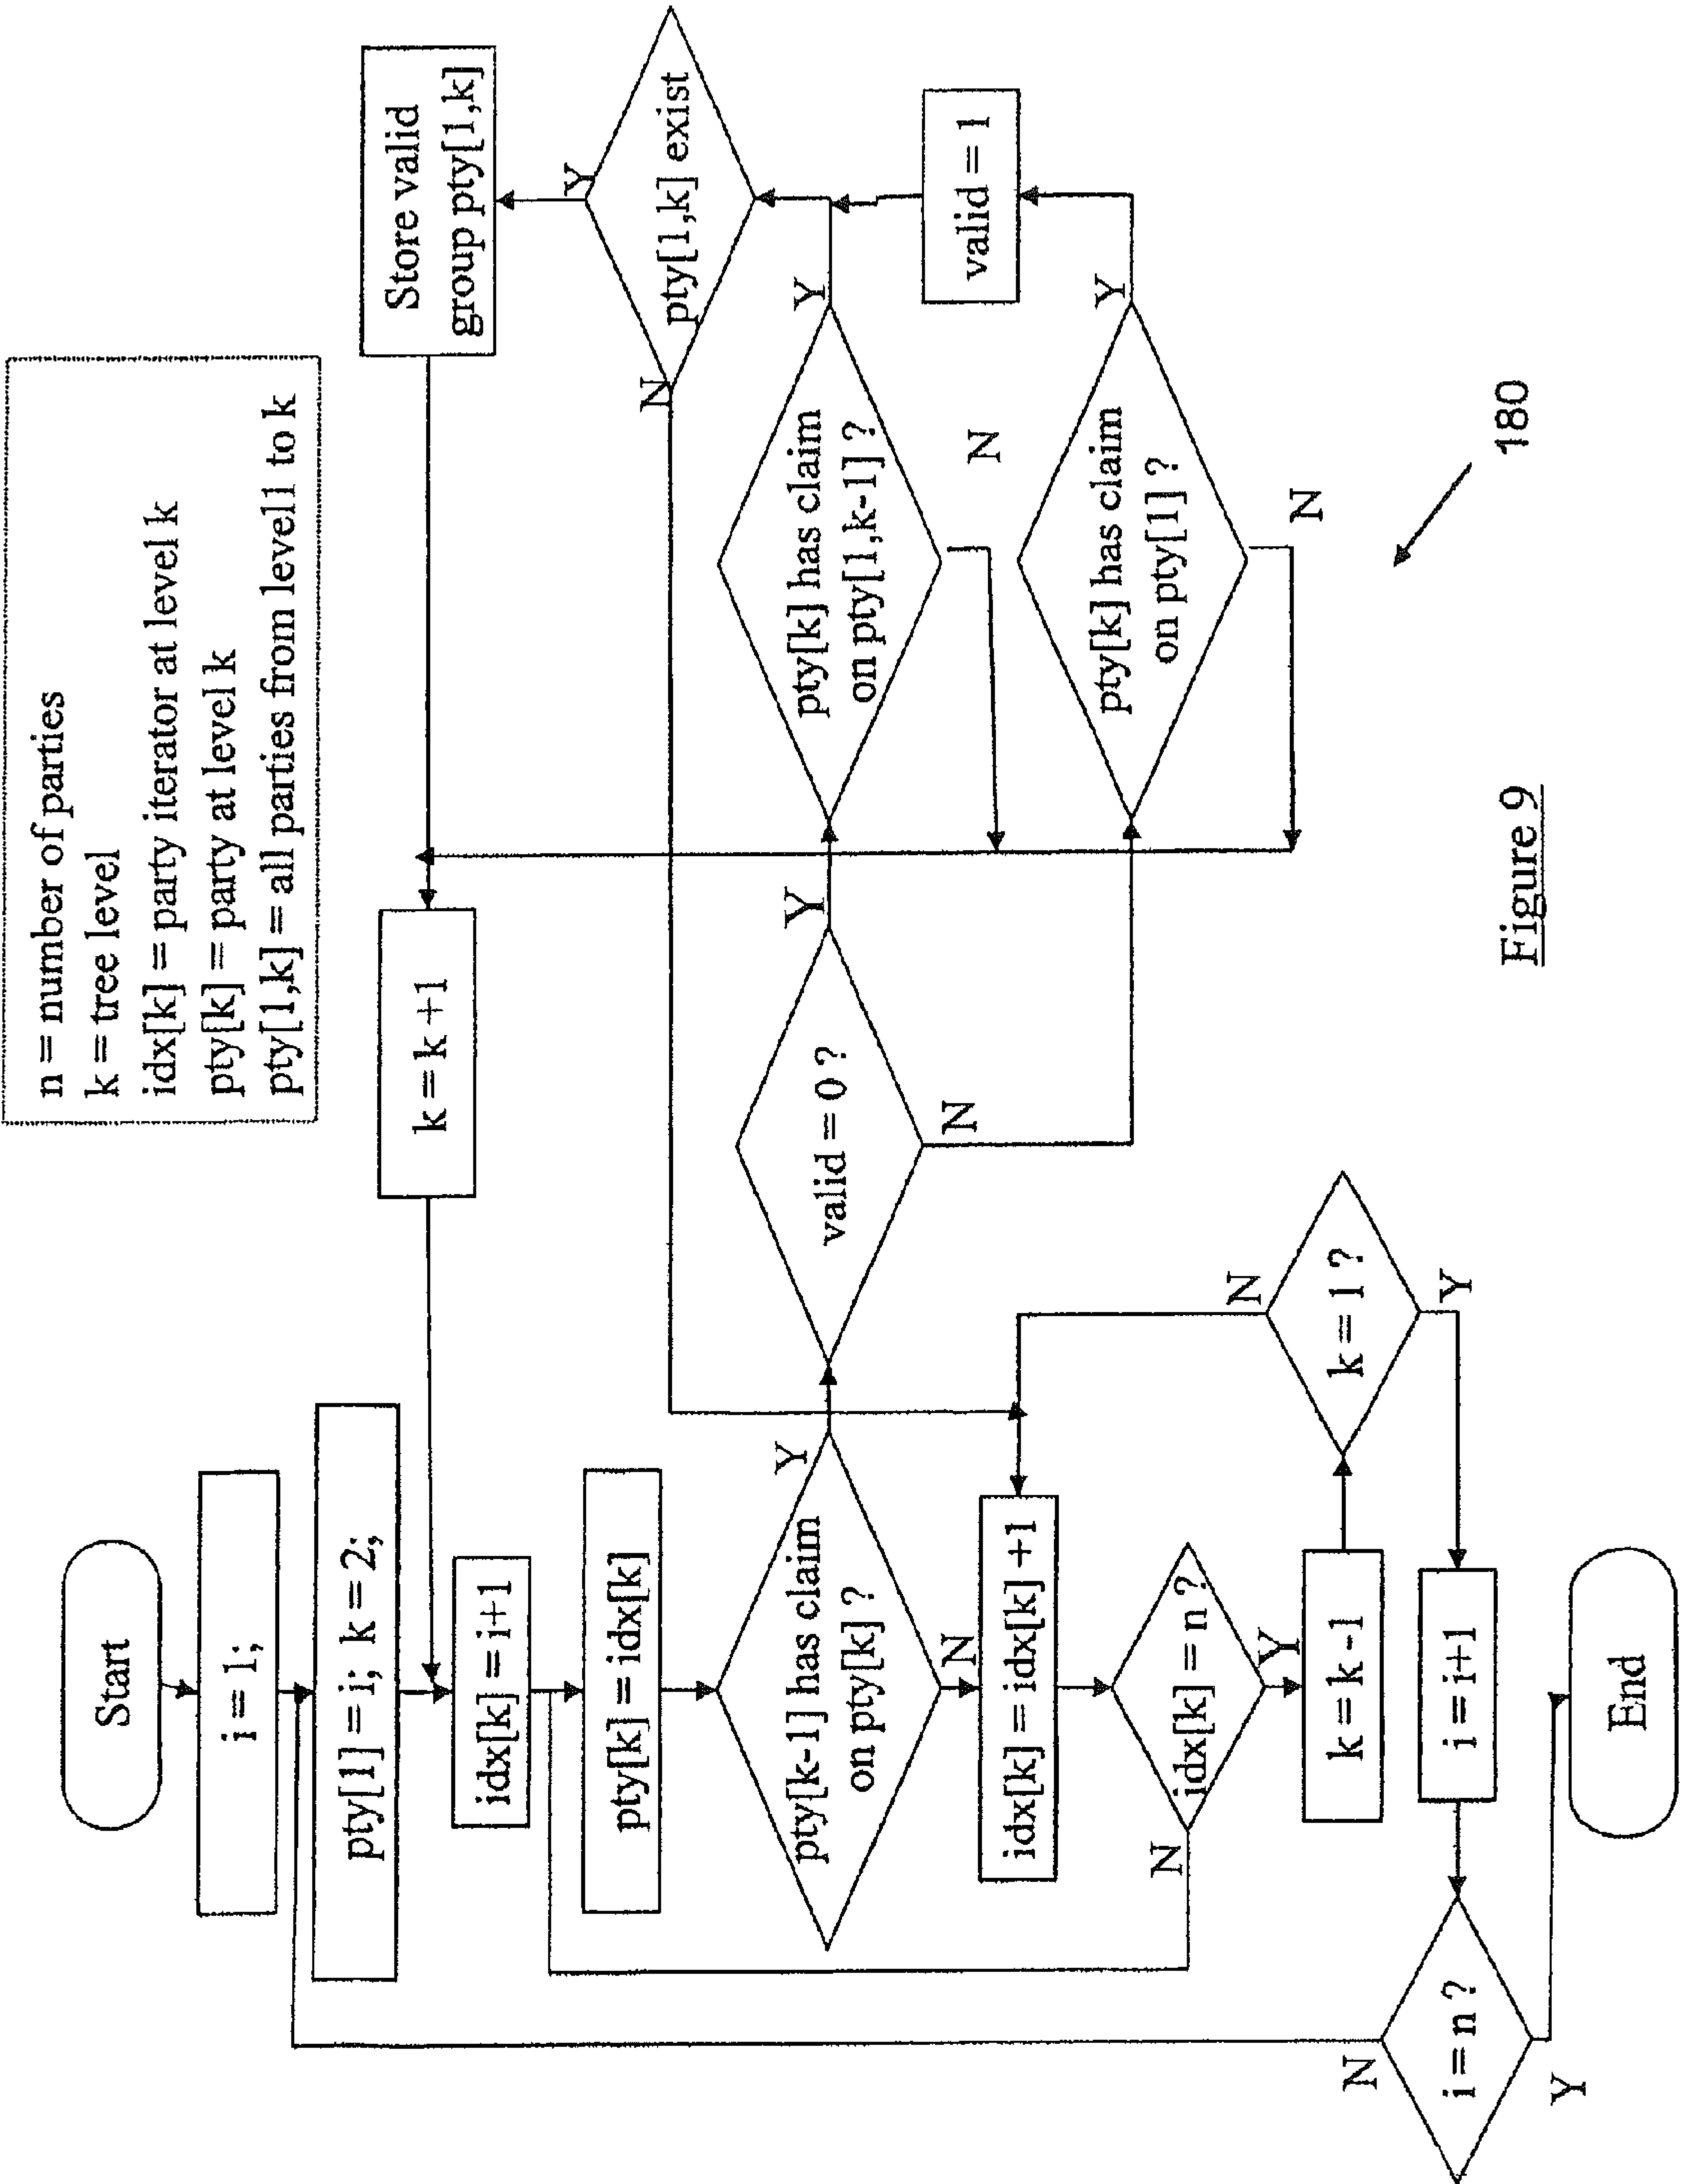 n = number of parties
k = tree level
idx[k] = party iterator at level k
pty[k] = party at level k
pty[1,k] = all parties from level1 to k
Start
i = 1;
pty[1] = i; k = 2;
k = k +1
Store valid
group pty[1,k]
idx[k] = i+1
pty[k] = idx[k]
pty[1,k] exist
Y
N
pty[k-1] has claim
on pty[k] ?
Y
N
valid = 0 ?
Y
N
pty[k] has claim
on pty[1,k-1] ?
Y
N
valid = 1
idx[k] = idx[k] +1
pty[k] has claim
on pty[1] ?
Y
N
idx[k] = n ?
N
Y
k = k -1
k = 1 ?
N
Y
i = i+1
i = n ?
N
Y
End
180
Figure 9